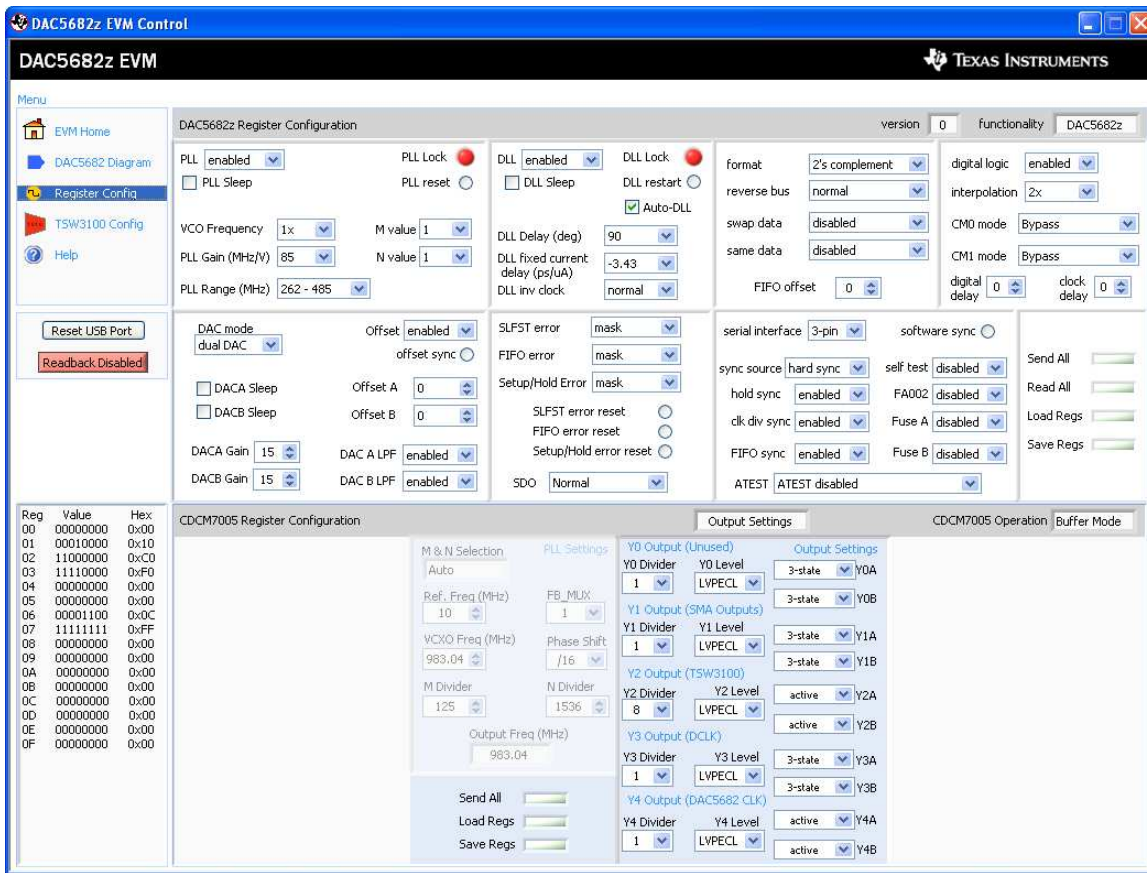 DAC5682z EVM Control
DAC5682z EVM
TEXAS INSTRUMENTS
Menu
EVM Home
DAC5682 Diagram
Register Config
TSW3100 Config
Help
Reset USB Port
Readback Disabled
DAC5682z Register Configuration
version 0 functionality DAC5682z
PLL enabled PLL Lock
PLL Sleep PLL reset
VCO Frequency 1x M value 1
PLL Gain (MHz/V) 85 N value 1
PLL Range (MHz) 262 - 485
DLL enabled DLL Lock
DLL Sleep DLL restart
Auto-DLL
DLL Delay (deg) 90
DLL fixed current
delay (ps/uA) -3.43
DLL inv clock normal
format 2's complement
reverse bus normal
swap data disabled
same data disabled
FIFO offset 0
digital logic enabled
interpolation 2x
CM0 mode Bypass
CM1 mode Bypass
digital delay 0 clock delay 0
DAC mode
dual DAC
Offset enabled
offset sync
DACA Sleep Offset A 0
DACB Sleep Offset B 0
DACA Gain 15 DAC A LPF enabled
DACB Gain 15 DAC B LPF enabled
SLFST error mask
FIFO error mask
Setup/Hold Error mask
SLFST error reset
FIFO error reset
Setup/Hold error reset
SDO Normal
serial interface 3-pin software sync
sync source hard sync self test disabled
hold sync enabled FA002 disabled
clk div sync enabled Fuse A disabled
FIFO sync enabled Fuse B disabled
ATEST ATEST disabled
Send All
Read All
Load Regs
Save Regs
Reg Value Hex
00 00000000 0x00
01 00010000 0x10
02 11000000 0xC0
03 11110000 0xF0
04 00000000 0x00
05 00000000 0x00
06 00001100 0x0C
07 11111111 0xFF
08 00000000 0x00
09 00000000 0x00
0A 00000000 0x00
0B 00000000 0x00
0C 00000000 0x00
0D 00000000 0x00
0E 00000000 0x00
0F 00000000 0x00
CDCM7005 Register Configuration
Output Settings
CDCM7005 Operation Buffer Mode
M & N Selection PLL Settings
Auto
Ref. Freq (MHz) FB_MUX
10 1
VCXO Freq (MHz) Phase Shift
983.04 /16
M Divider N Divider
125 1536
Output Freq (MHz)
983.04
Send All
Load Regs
Save Regs
Y0 Output (Unused) Output Settings
Y0 Divider Y0 Level
1 LVPECL
3-state Y0A
3-state Y0B
Y1 Output (SMA Outputs)
Y1 Divider Y1 Level
1 LVPECL
3-state Y1A
3-state Y1B
Y2 Output (TSW3100)
Y2 Divider Y2 Level
8 LVPECL
active Y2A
active Y2B
Y3 Output (DCLK)
Y3 Divider Y3 Level
1 LVPECL
3-state Y3A
3-state Y3B
Y4 Output (DAC5682 CLK)
Y4 Divider Y4 Level
1 LVPECL
active Y4A
active Y4B